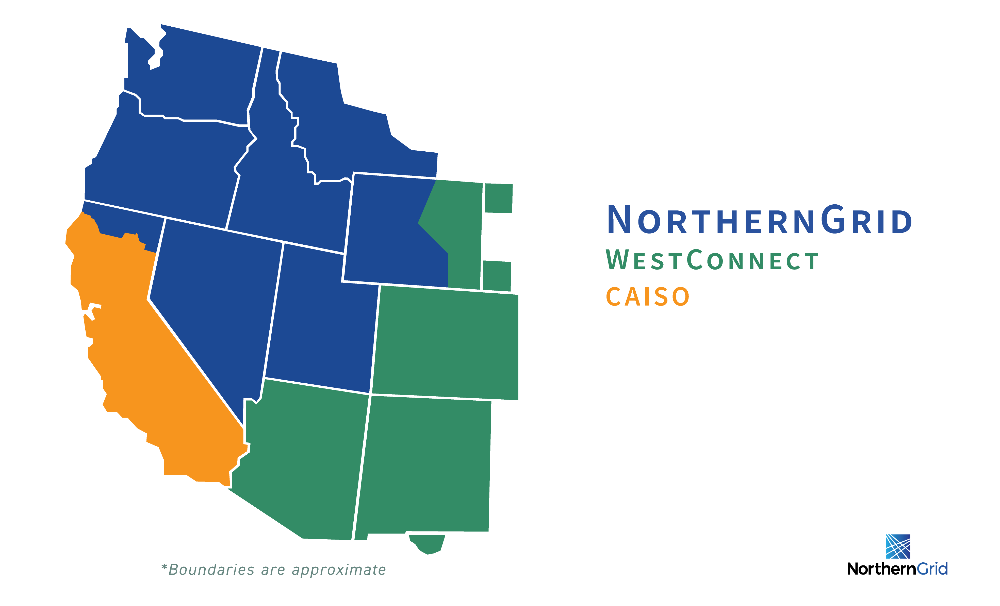 NORTHERNGRID
WESTCONNECT
CAISO
*Boundaries are approximate
NorthernGrid